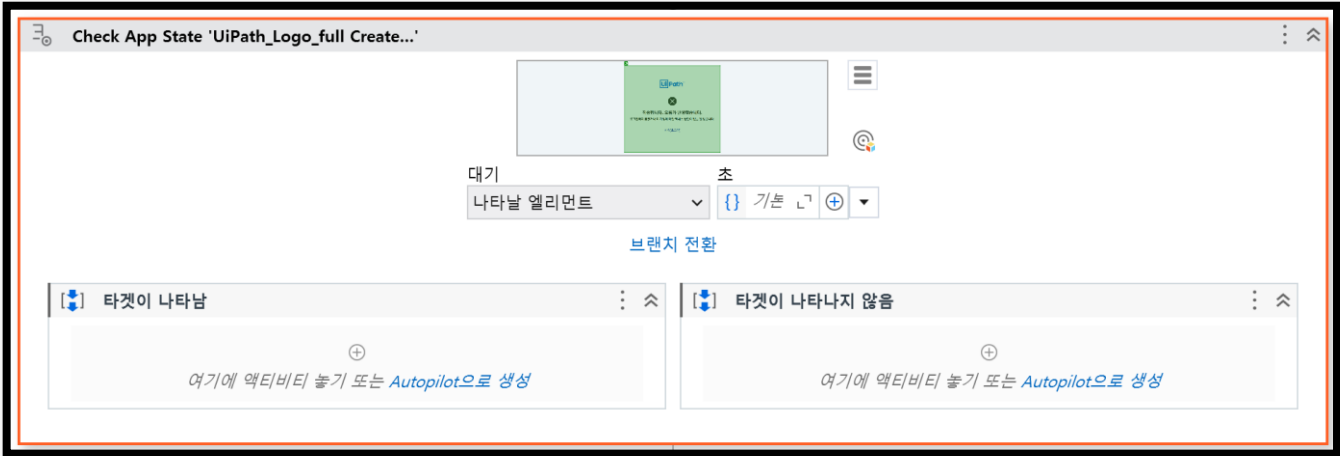 Check App State 'UiPath_Logo_full Create...'
UiPath
대기
초
나타날 엘리먼트
{} 기본
브랜치 전환
타겟이 나타남
타겟이 나타나지 않음
여기에 액티비티 놓기 또는 Autopilot으로 생성
여기에 액티비티 놓기 또는 Autopilot으로 생성